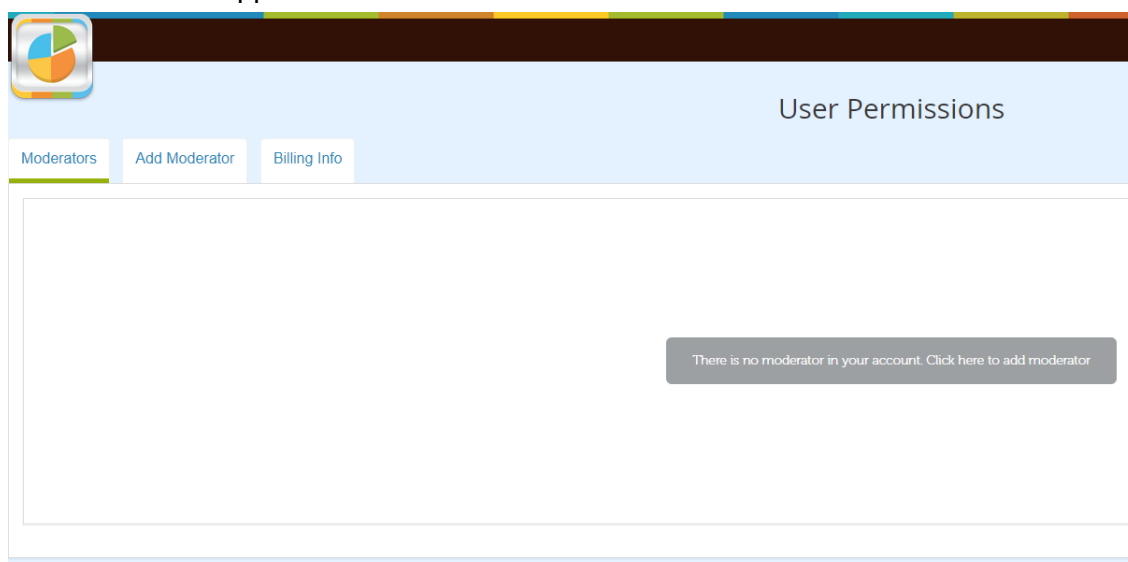 User Permissions
Moderators Add Moderator Billing Info
There is no moderator in your account. Click here to add moderator